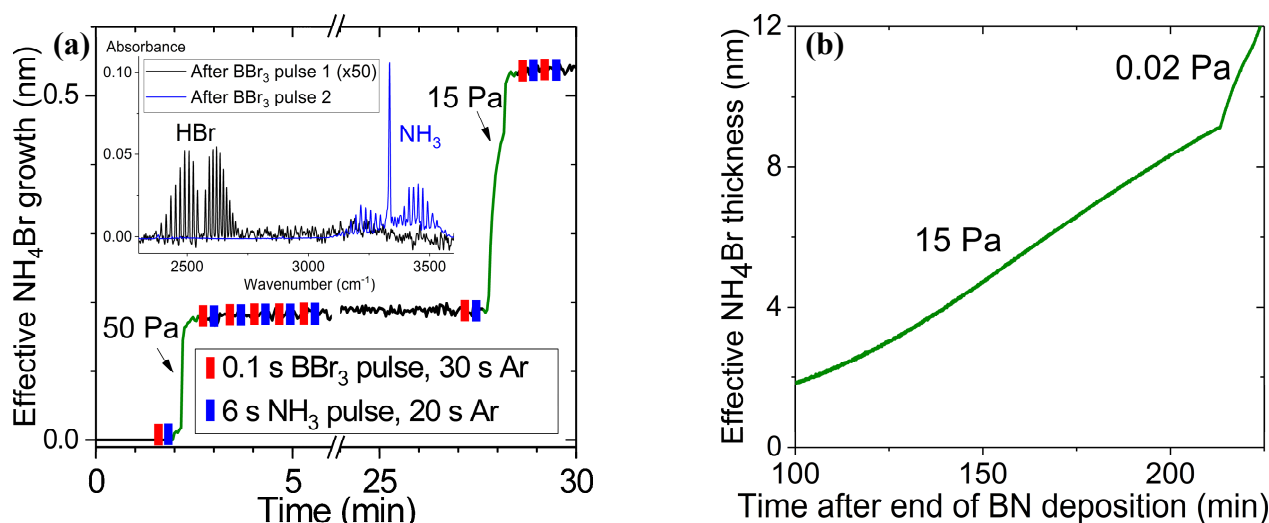 (a)
Absorbance
After BBr₃ pulse 1 (x50)
After BBr₃ pulse 2
0.10
0.05
0.00
HBr
NH₃
2500 3000 3500
Wavenumber (cm⁻¹)
15 Pa
50 Pa
0.1 s BBr₃ pulse, 30 s Ar
6 s NH₃ pulse, 20 s Ar
Effective NH₄Br growth (nm)
0.5
0.0
0 5 25 30
Time (min)
(b)
0.02 Pa
15 Pa
Effective NH₄Br thickness (nm)
12
8
4
0
100 150 200
Time after end of BN deposition (min)